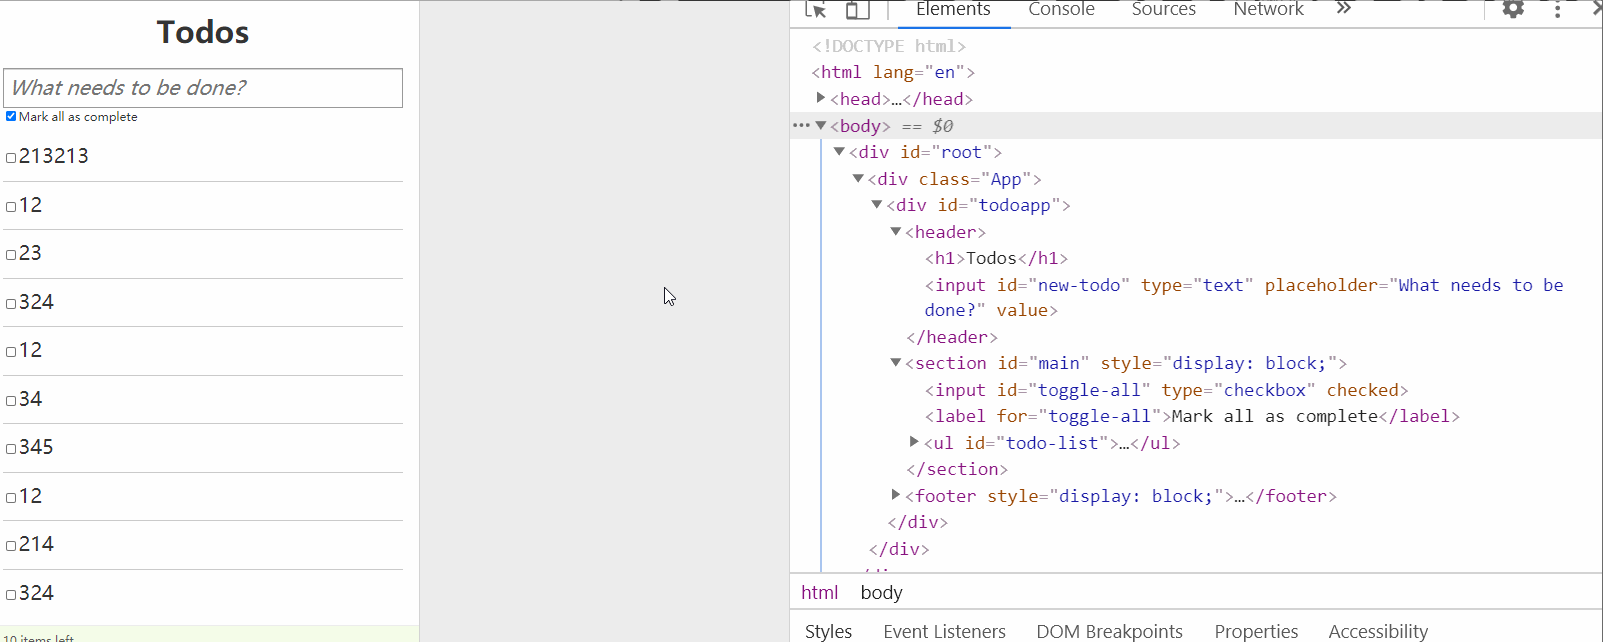 Todos
What needs to be done?
Mark all as complete
213213
12
23
324
12
34
345
12
214
324
10 items left
Elements Console Sources Network
<!DOCTYPE html>
<html lang="en">
<head>…</head>
<body> == $0
<div id="root">
<div class="App">
<div id="todoapp">
<header>
<h1>Todos</h1>
<input id="new-todo" type="text" placeholder="What needs to be
done?" value>
</header>
<section id="main" style="display: block;">
<input id="toggle-all" type="checkbox" checked>
<label for="toggle-all">Mark all as complete</label>
<ul id="todo-list">…</ul>
</section>
<footer style="display: block;">…</footer>
</div>
</div>
html body
Styles Event Listeners DOM Breakpoints Properties Accessibility